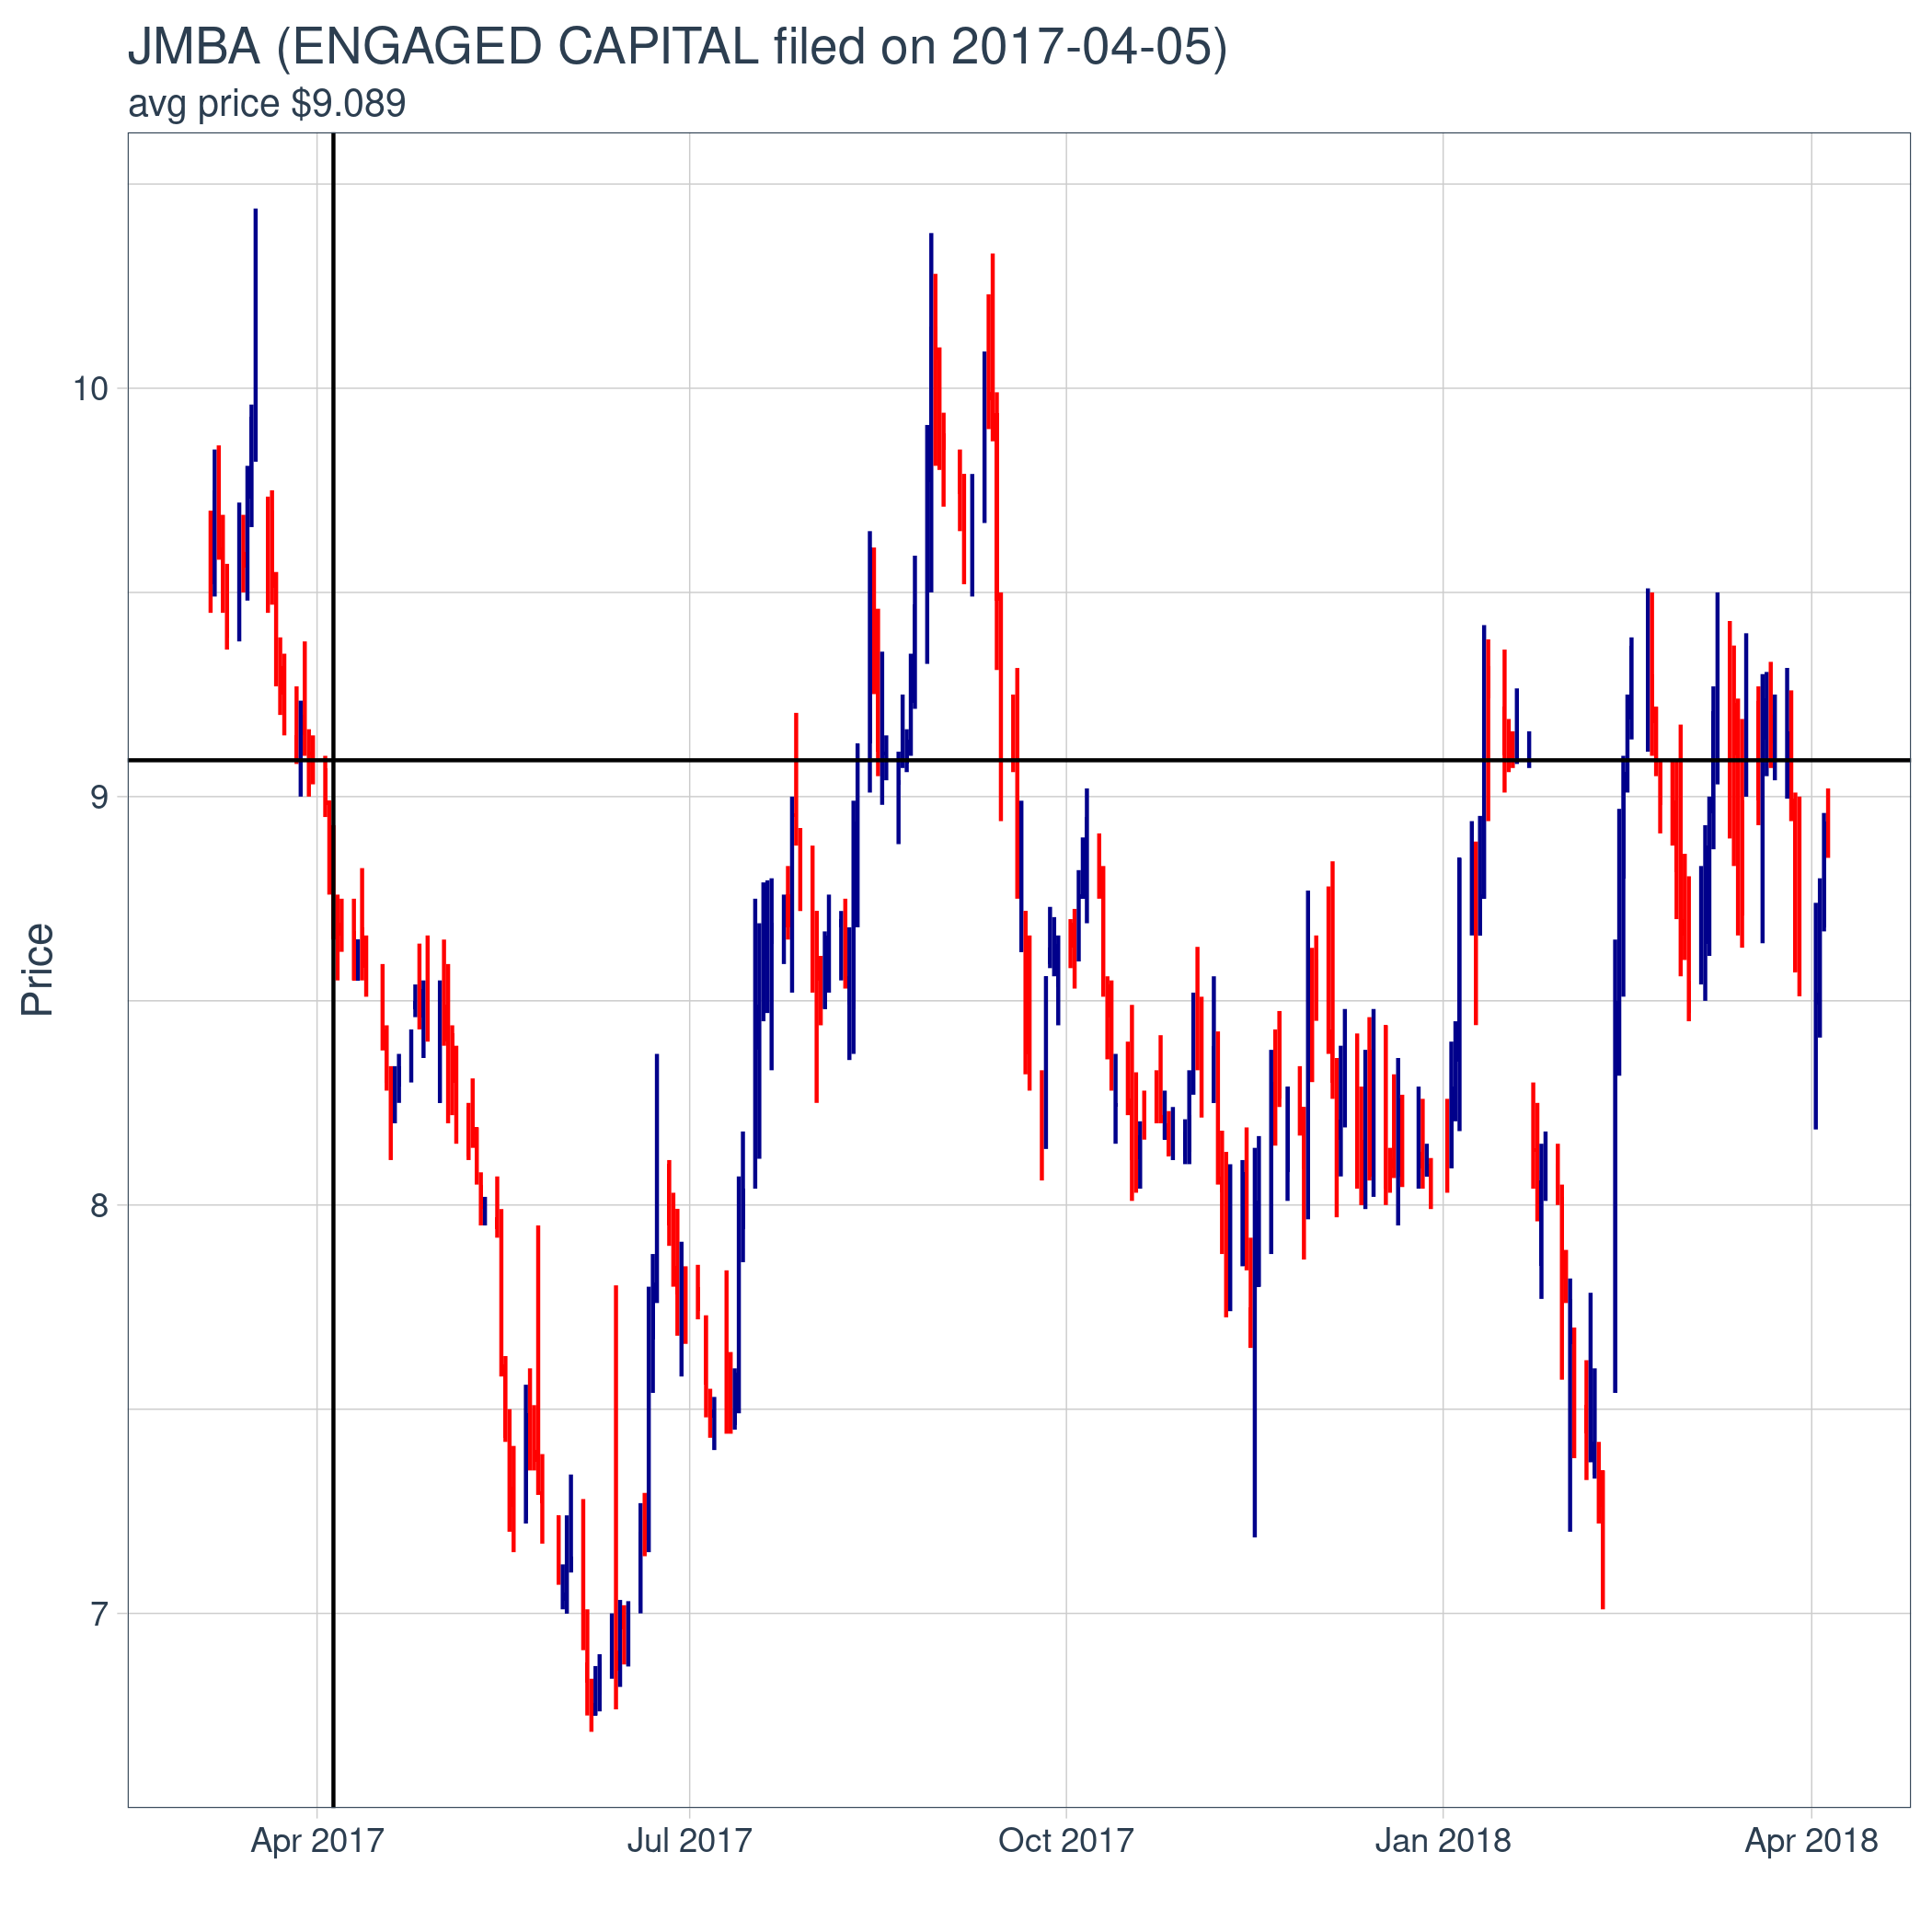 JMBA (ENGAGED CAPITAL filed on 2017-04-05)
avg price $9.089
10
9
8
7
Price
Apr 2017
Jul 2017
Oct 2017
Jan 2018
Apr 2018